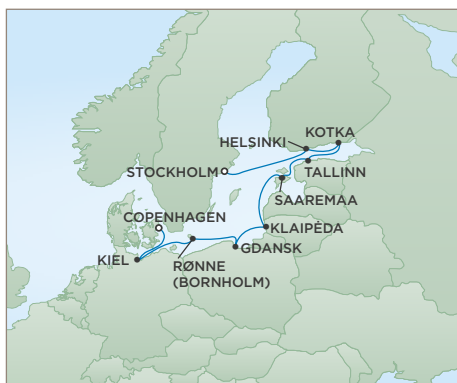 KOTKA
HELSINKI
STOCKHOLM
TALLINN
SAAREMAA
COPENHAGEN
KLAIPĖDA
GDANSK
KIEL
RØNNE
(BORNHOLM)